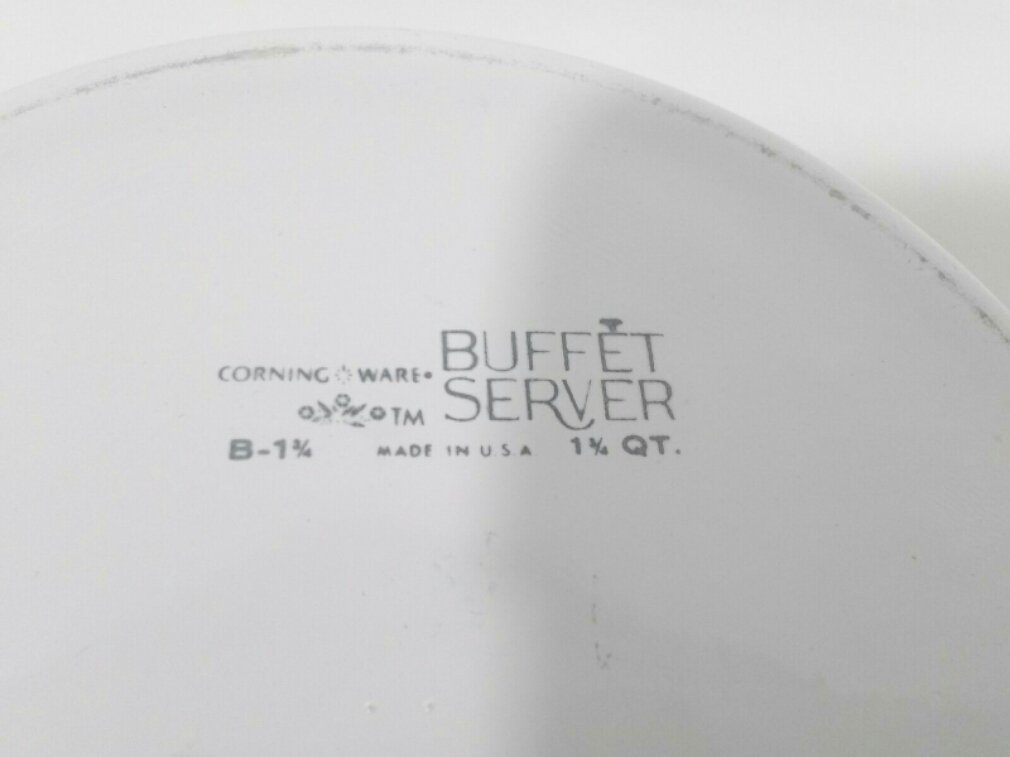 CORNING WARE®
BUFFET
SERVER
TM
B-1¾ MADE IN U.S.A 1¾ QT.